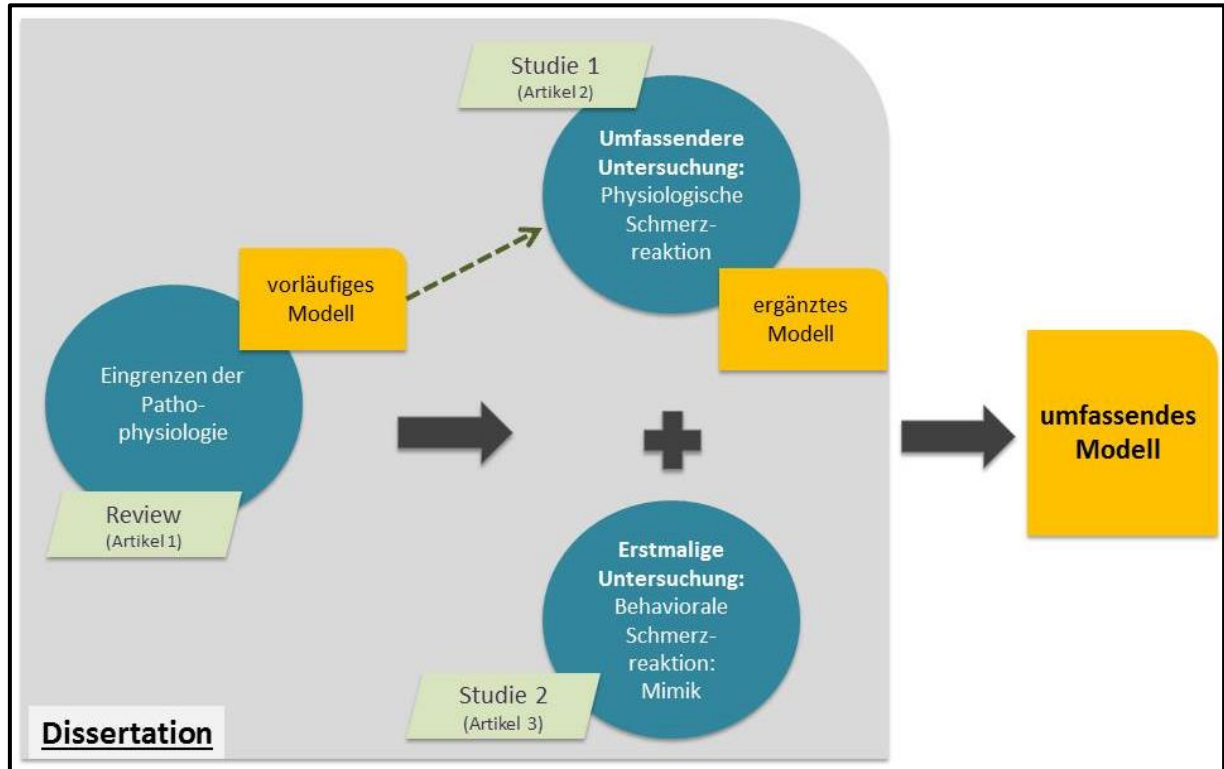 Studie 1
(Artikel 2)
Umfassendere
Untersuchung:
Physiologische
Schmerz-
reaktion
vorläufiges
Modell
ergänztes
Modell
Eingrenzen der
Patho-
physiologie
Review
(Artikel 1)
umfassendes
Modell
Erstmalige
Untersuchung:
Behaviorale
Schmerz-
reaktion:
Mimik
Studie 2
(Artikel 3)
Dissertation